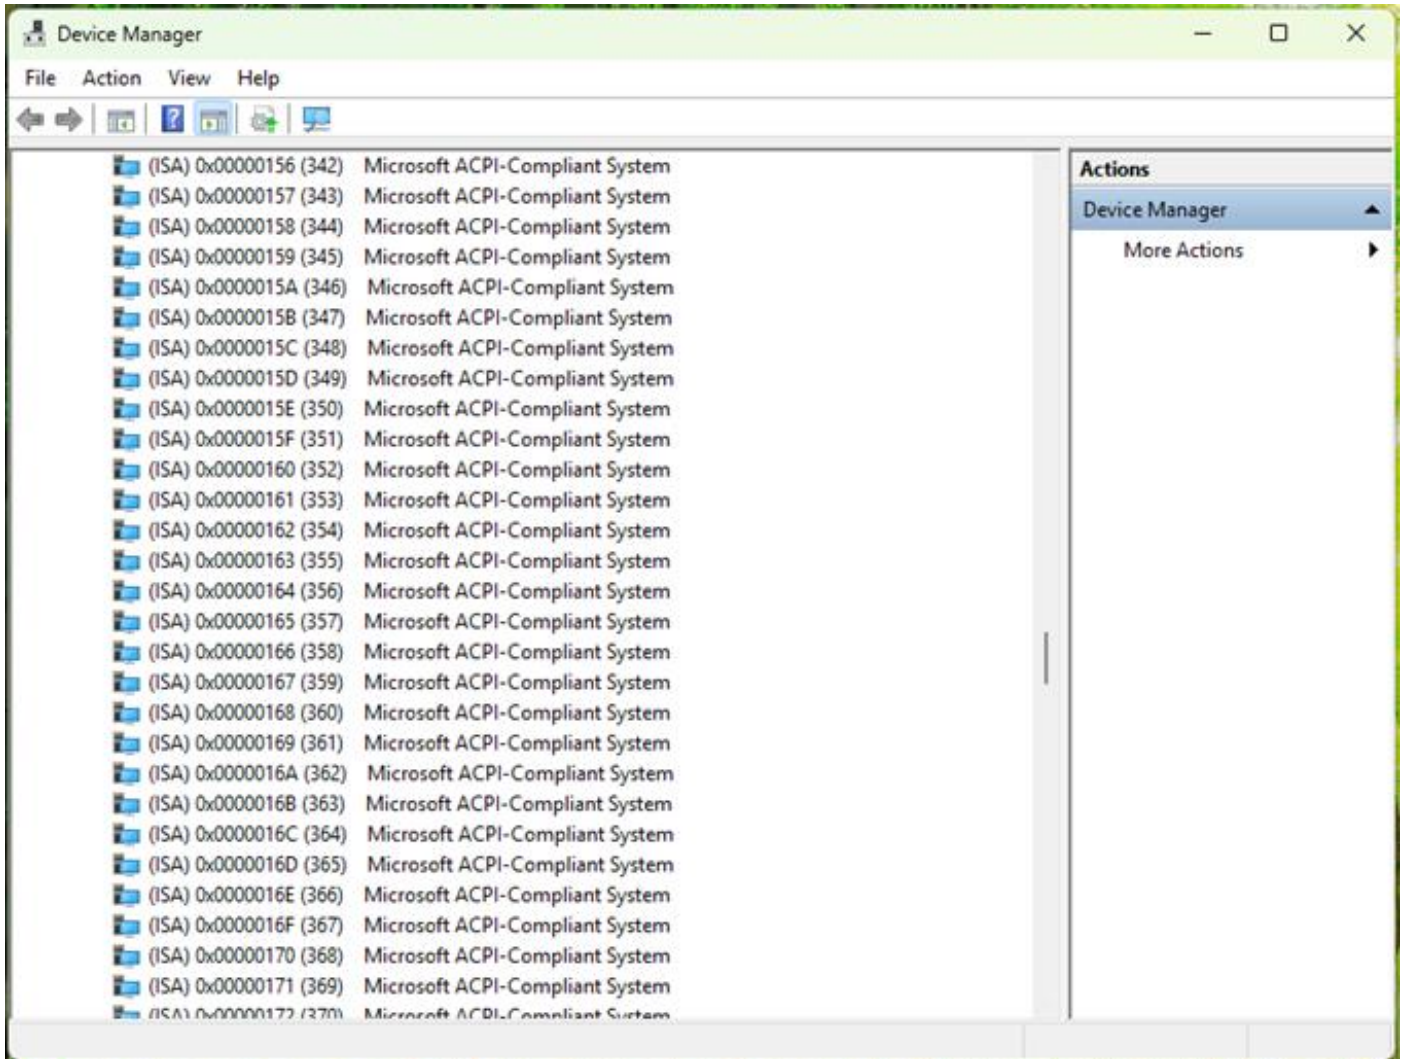 Device Manager
File Action View Help
(ISA) 0x00000156 (342) Microsoft ACPI-Compliant System
(ISA) 0x00000157 (343) Microsoft ACPI-Compliant System
(ISA) 0x00000158 (344) Microsoft ACPI-Compliant System
(ISA) 0x00000159 (345) Microsoft ACPI-Compliant System
(ISA) 0x0000015A (346) Microsoft ACPI-Compliant System
(ISA) 0x0000015B (347) Microsoft ACPI-Compliant System
(ISA) 0x0000015C (348) Microsoft ACPI-Compliant System
(ISA) 0x0000015D (349) Microsoft ACPI-Compliant System
(ISA) 0x0000015E (350) Microsoft ACPI-Compliant System
(ISA) 0x0000015F (351) Microsoft ACPI-Compliant System
(ISA) 0x00000160 (352) Microsoft ACPI-Compliant System
(ISA) 0x00000161 (353) Microsoft ACPI-Compliant System
(ISA) 0x00000162 (354) Microsoft ACPI-Compliant System
(ISA) 0x00000163 (355) Microsoft ACPI-Compliant System
(ISA) 0x00000164 (356) Microsoft ACPI-Compliant System
(ISA) 0x00000165 (357) Microsoft ACPI-Compliant System
(ISA) 0x00000166 (358) Microsoft ACPI-Compliant System
(ISA) 0x00000167 (359) Microsoft ACPI-Compliant System
(ISA) 0x00000168 (360) Microsoft ACPI-Compliant System
(ISA) 0x00000169 (361) Microsoft ACPI-Compliant System
(ISA) 0x0000016A (362) Microsoft ACPI-Compliant System
(ISA) 0x0000016B (363) Microsoft ACPI-Compliant System
(ISA) 0x0000016C (364) Microsoft ACPI-Compliant System
(ISA) 0x0000016D (365) Microsoft ACPI-Compliant System
(ISA) 0x0000016E (366) Microsoft ACPI-Compliant System
(ISA) 0x0000016F (367) Microsoft ACPI-Compliant System
(ISA) 0x00000170 (368) Microsoft ACPI-Compliant System
(ISA) 0x00000171 (369) Microsoft ACPI-Compliant System
(ISA) 0x00000172 (370) Microsoft ACPI-Compliant System
Actions
Device Manager
More Actions